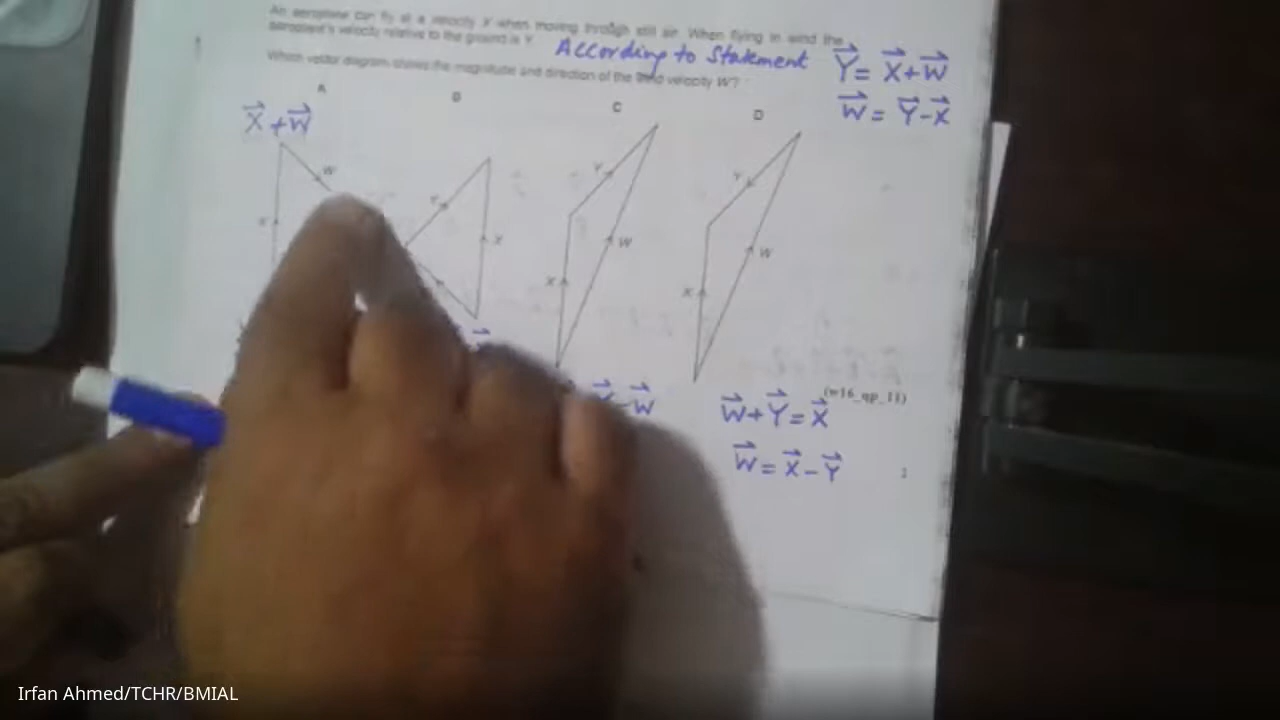 An aeroplane can fly at a velocity X when moving through still air. When flying in wind the
aeroplane's velocity relative to the ground is Y.
According to Statement
Y = X + W
Which vector diagram shows the magnitude and direction of the wind velocity W?
W = Y - X
A B C D
X + W
W
X
Y
X
Y
X
W
Y
X
W
(w16_qp_11)
W + Y = X
W = X - Y
Irfan Ahmed/TCHR/BMIAL